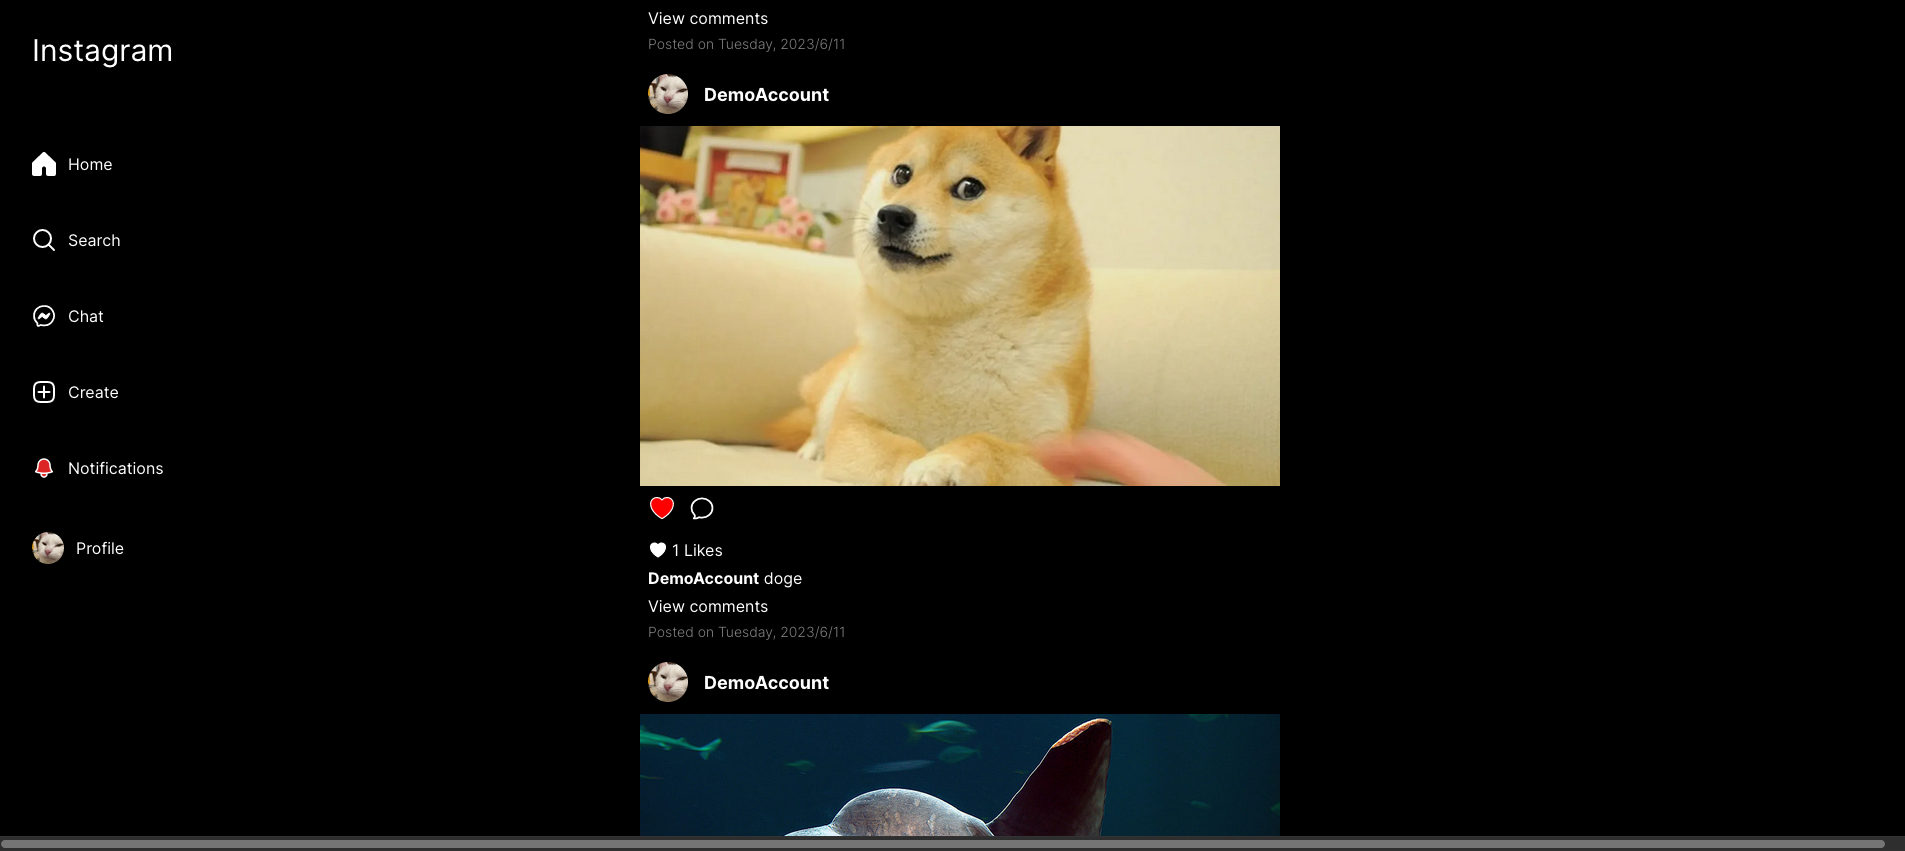 Instagram
Home
Search
Chat
Create
Notifications
Profile
View comments
Posted on Tuesday, 2023/6/11
DemoAccount
1 Likes
DemoAccount doge
View comments
Posted on Tuesday, 2023/6/11
DemoAccount